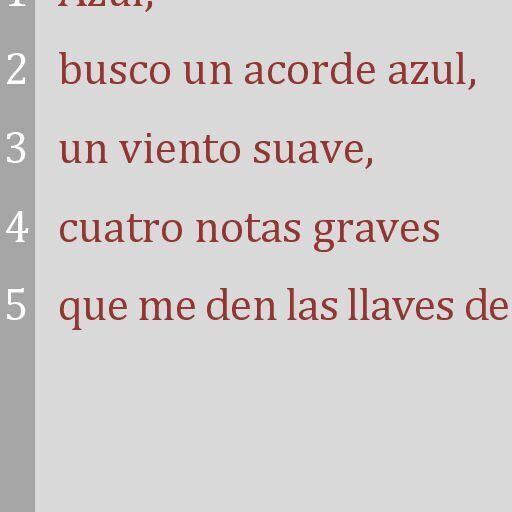 1 Azul,
2 busco un acorde azul,
3 un viento suave,
4 cuatro notas graves
5 que me den las llaves de